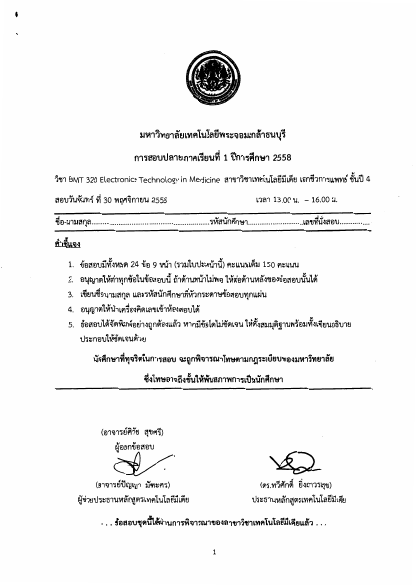 มหาวิทยาลัยเทคโนโลยีพระจอมเกล้าธนบุรี
การสอบปลายภาคเรียนที่ 1 ปีการศึกษา 2558
วิชา BMT 320 Electronic Technology in Medicine สาขาวิชาเทคโนโลยีมีเดีย เอกชีวการแพทย์ ชั้นปี 4
สอบวันจันทร์ ที่ 30 พฤศจิกายน 2558 เวลา 13.00 น. - 16.00 น.
ชื่อ-นามสกุล............................................รหัสนักศึกษา....................เลขที่นั่งสอบ..........
คำชี้แจง
1. ข้อสอบมีทั้งหมด 24 ข้อ 9 หน้า (รวมใบปะหน้านี้) คะแนนเต็ม 150 คะแนน
2. อนุญาตให้ทำทุกข้อในข้อสอบนี้ ถ้าด้านหน้าไม่พอ ให้ต่อด้านหลังของข้อสอบนั้นได้
3. เขียนชื่อนามสกุล และรหัสนักศึกษาที่หัวกระดาษข้อสอบทุกแผ่น
4. อนุญาตให้นำเครื่องคิดเลขเข้าห้องสอบได้
5. ข้อสอบได้จัดพิมพ์อย่างถูกต้องแล้ว หากมีข้อใดไม่ชัดเจน ให้ตั้งสมมุติฐานพร้อมทั้งเขียนอธิบาย
ประกอบให้ชัดเจนด้วย
นักศึกษาที่ทุจริตในการสอบ จะถูกพิจารณาโทษตามกฎระเบียบของมหาวิทยาลัย
ซึ่งโทษอาจถึงขั้นให้พ้นสภาพการเป็นนักศึกษา
(อาจารย์ศิริชัย สุขศรี)
ผู้ออกข้อสอบ
(อาจารย์ปัญญา มัฆะศร) (ดร.ทวีศักดิ์ ยิ่งถาวรสุข)
ผู้ช่วยประธานหลักสูตรเทคโนโลยีมีเดีย ประธานหลักสูตรเทคโนโลยีมีเดีย
... ข้อสอบชุดนี้ได้ผ่านการพิจารณาของสาขาวิชาเทคโนโลยีมีเดียแล้ว ...
1